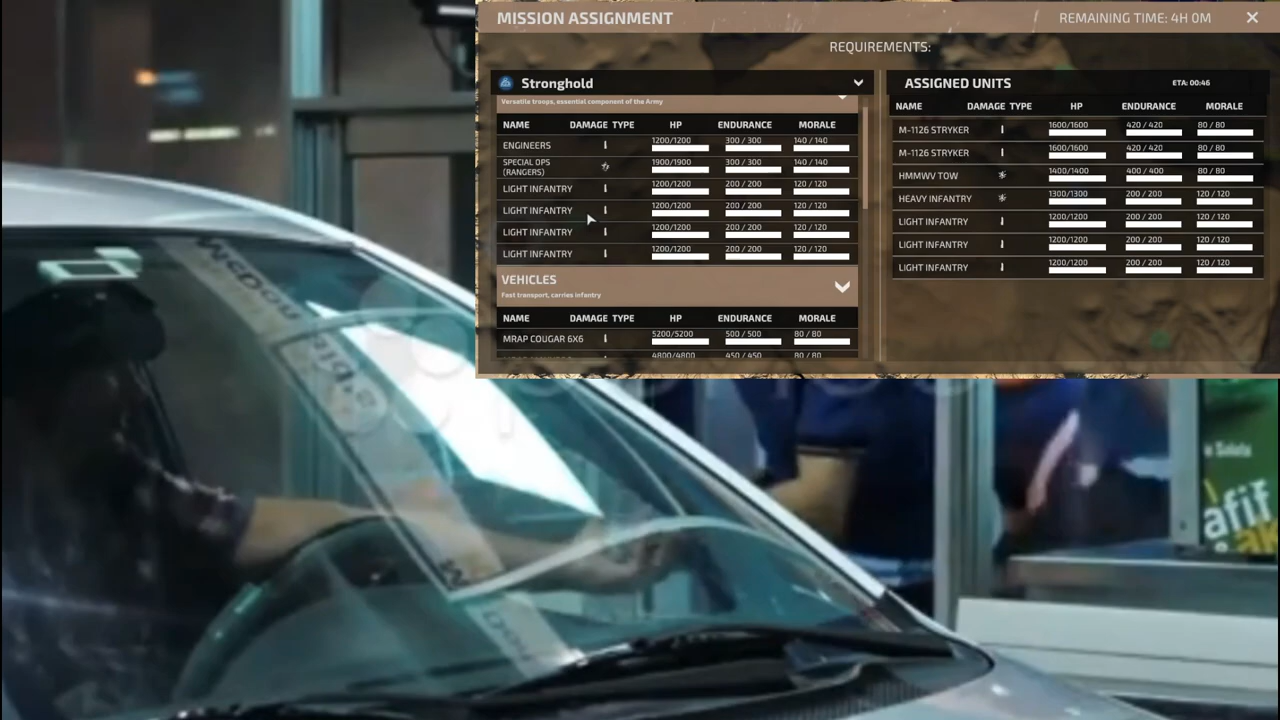 MISSION ASSIGNMENT
REMAINING TIME: 4H 0M
REQUIREMENTS:
Stronghold
Versatile troops, essential component of the Army
NAME DAMAGE TYPE HP ENDURANCE MORALE
ENGINEERS 1200/1200 300 / 300 140 / 140
SPECIAL OPS (RANGERS) 1900/1900 300 / 300 140 / 140
LIGHT INFANTRY 1200/1200 200 / 200 120 / 120
LIGHT INFANTRY 1200/1200 200 / 200 120 / 120
LIGHT INFANTRY 1200/1200 200 / 200 120 / 120
LIGHT INFANTRY 1200/1200 200 / 200 120 / 120
VEHICLES
Fast transport, carries infantry
NAME DAMAGE TYPE HP ENDURANCE MORALE
MRAP COUGAR 6X6 5200/5200 500 / 500 80 / 80
4800/4800 450 / 450 80 / 80
ASSIGNED UNITS
ETA: 00:46
NAME DAMAGE TYPE HP ENDURANCE MORALE
M-1126 STRYKER 1600/1600 420 / 420 80 / 80
M-1126 STRYKER 1600/1600 420 / 420 80 / 80
HMMWV TOW 1400/1400 400 / 400 80 / 80
HEAVY INFANTRY 1300/1300 200 / 200 120 / 120
LIGHT INFANTRY 1200/1200 200 / 200 120 / 120
LIGHT INFANTRY 1200/1200 200 / 200 120 / 120
LIGHT INFANTRY 1200/1200 200 / 200 120 / 120
afif